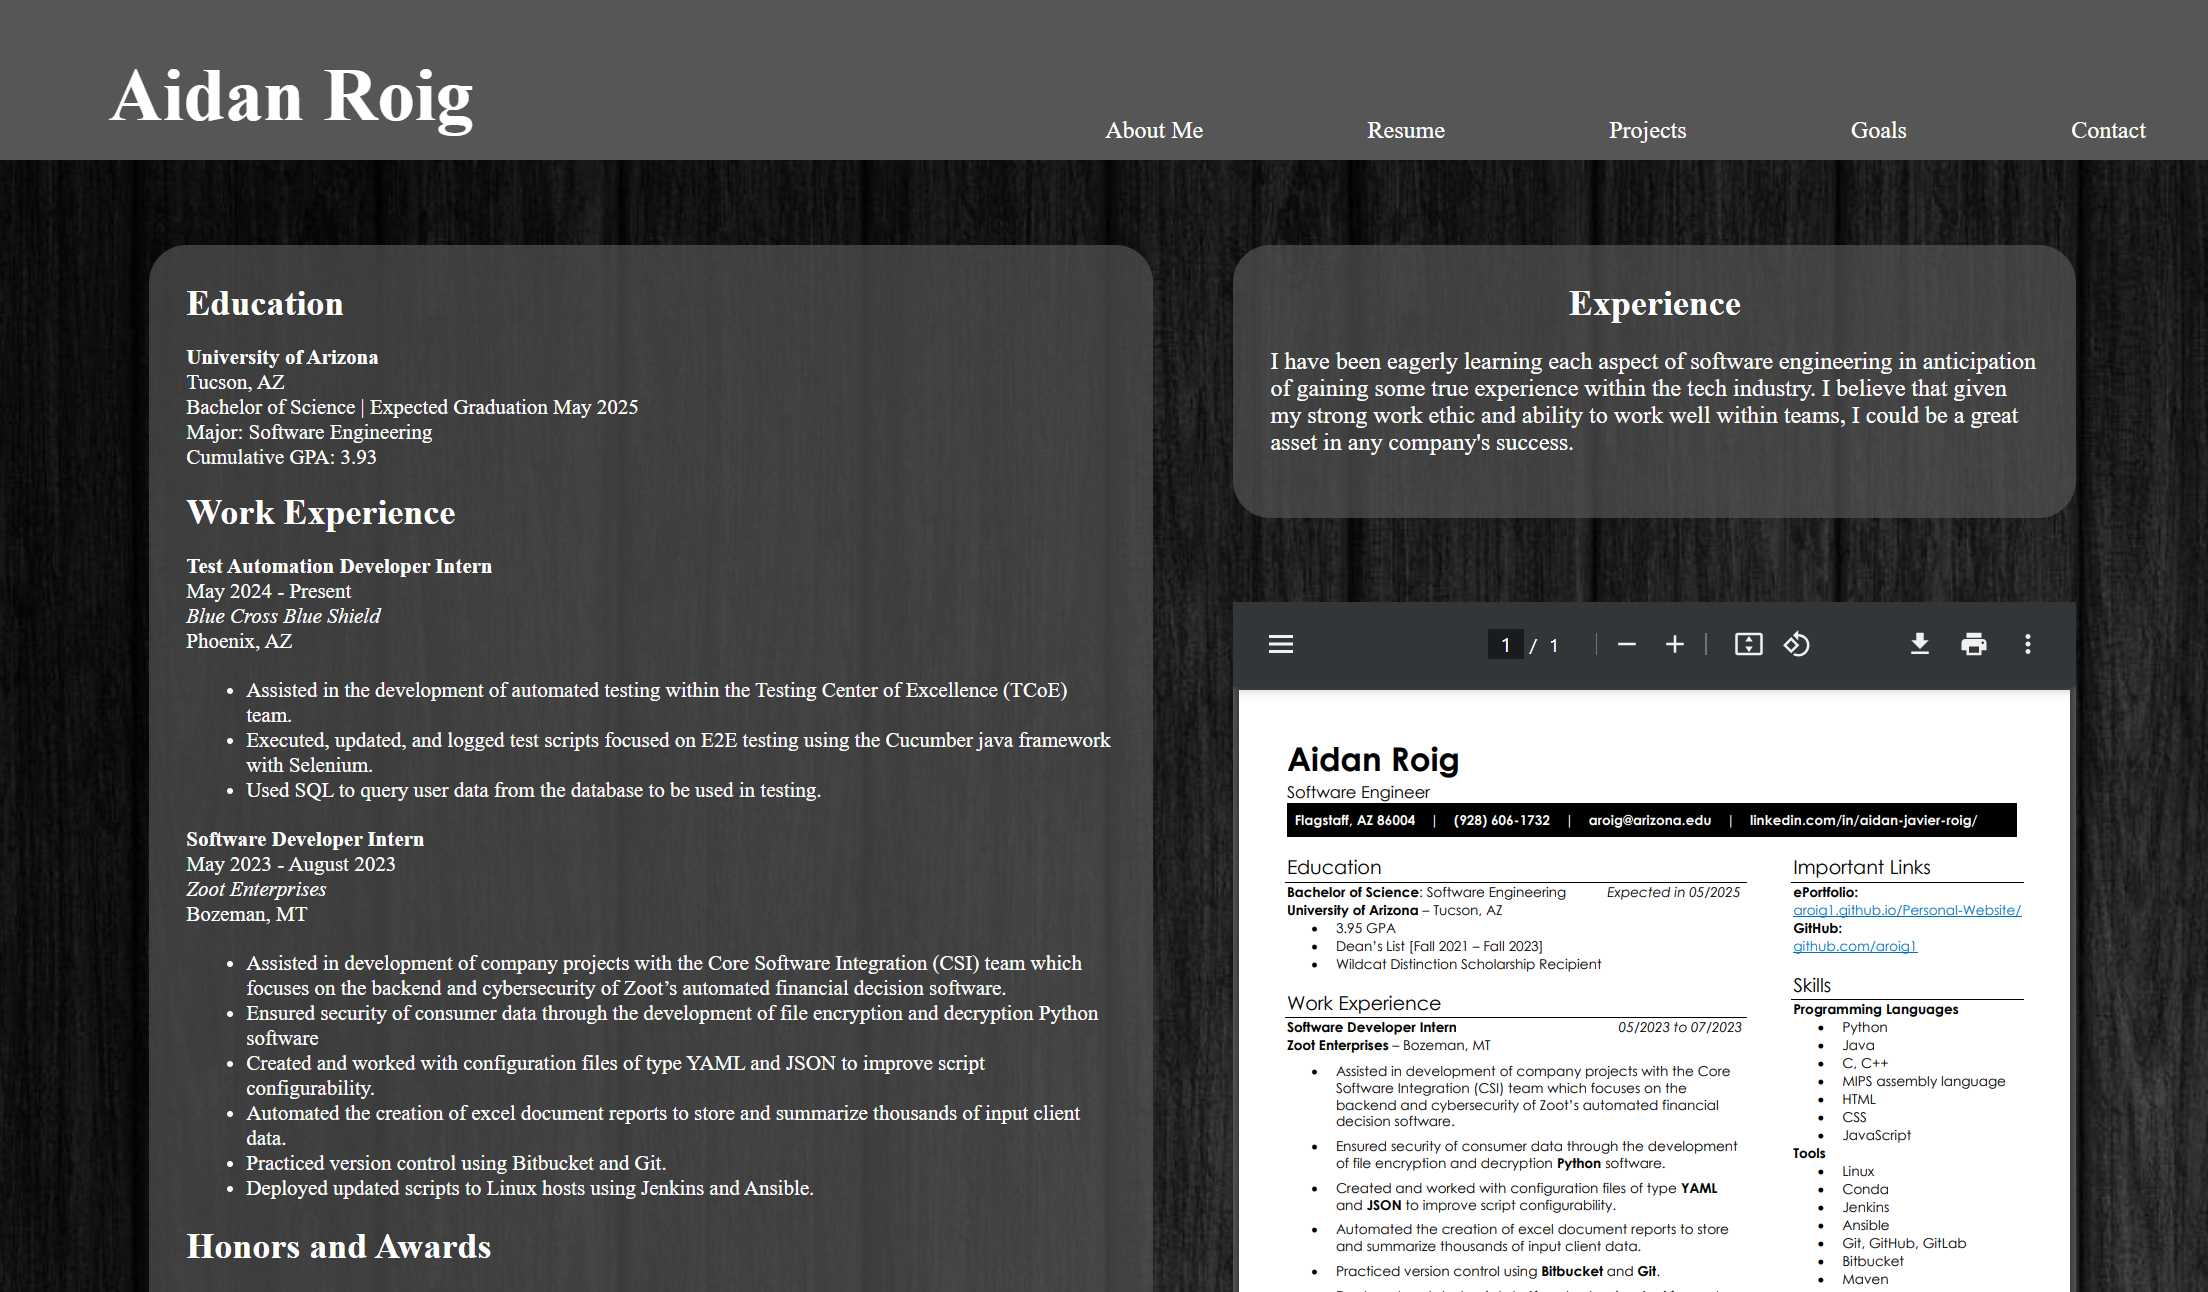 Aidan Roig
About Me
Resume
Projects
Goals
Contact
Education
University of Arizona
Tucson, AZ
Bachelor of Science | Expected Graduation May 2025
Major: Software Engineering
Cumulative GPA: 3.93
Work Experience
Test Automation Developer Intern
May 2024 - Present
Blue Cross Blue Shield
Phoenix, AZ
• Assisted in the development of automated testing within the Testing Center of Excellence (TCoE)
team.
• Executed, updated, and logged test scripts focused on E2E testing using the Cucumber java framework
with Selenium.
• Used SQL to query user data from the database to be used in testing.
Software Developer Intern
May 2023 - August 2023
Zoot Enterprises
Bozeman, MT
• Assisted in development of company projects with the Core Software Integration (CSI) team which
focuses on the backend and cybersecurity of Zoot’s automated financial decision software.
• Ensured security of consumer data through the development of file encryption and decryption Python
software
• Created and worked with configuration files of type YAML and JSON to improve script
configurability.
• Automated the creation of excel document reports to store and summarize thousands of input client
data.
• Practiced version control using Bitbucket and Git.
• Deployed updated scripts to Linux hosts using Jenkins and Ansible.
Honors and Awards
Experience
I have been eagerly learning each aspect of software engineering in anticipation
of gaining some true experience within the tech industry. I believe that given
my strong work ethic and ability to work well within teams, I could be a great
asset in any company's success.
1 / 1
Aidan Roig
Software Engineer
Flagstaff, AZ 86004 | (928) 606-1732 | aroig@arizona.edu | linkedin.com/in/aidan-javier-roig/
Education
Bachelor of Science: Software Engineering Expected in 05/2025
University of Arizona – Tucson, AZ
• 3.95 GPA
• Dean’s List [Fall 2021 – Fall 2023]
• Wildcat Distinction Scholarship Recipient
Work Experience
Software Developer Intern 05/2023 to 07/2023
Zoot Enterprises – Bozeman, MT
• Assisted in development of company projects with the Core
Software Integration (CSI) team which focuses on the
backend and cybersecurity of Zoot’s automated financial
decision software.
• Ensured security of consumer data through the development
of file encryption and decryption Python software.
• Created and worked with configuration files of type YAML
and JSON to improve script configurability.
• Automated the creation of excel document reports to store
and summarize thousands of input client data.
• Practiced version control using Bitbucket and Git.
Important Links
ePortfolio:
aroig1.github.io/Personal-Website/
GitHub:
github.com/aroig1
Skills
Programming Languages
• Python
• Java
• C, C++
• MIPS assembly language
• HTML
• CSS
• JavaScript
Tools
• Linux
• Conda
• Jenkins
• Ansible
• Git, GitHub, GitLab
• Bitbucket
• Maven